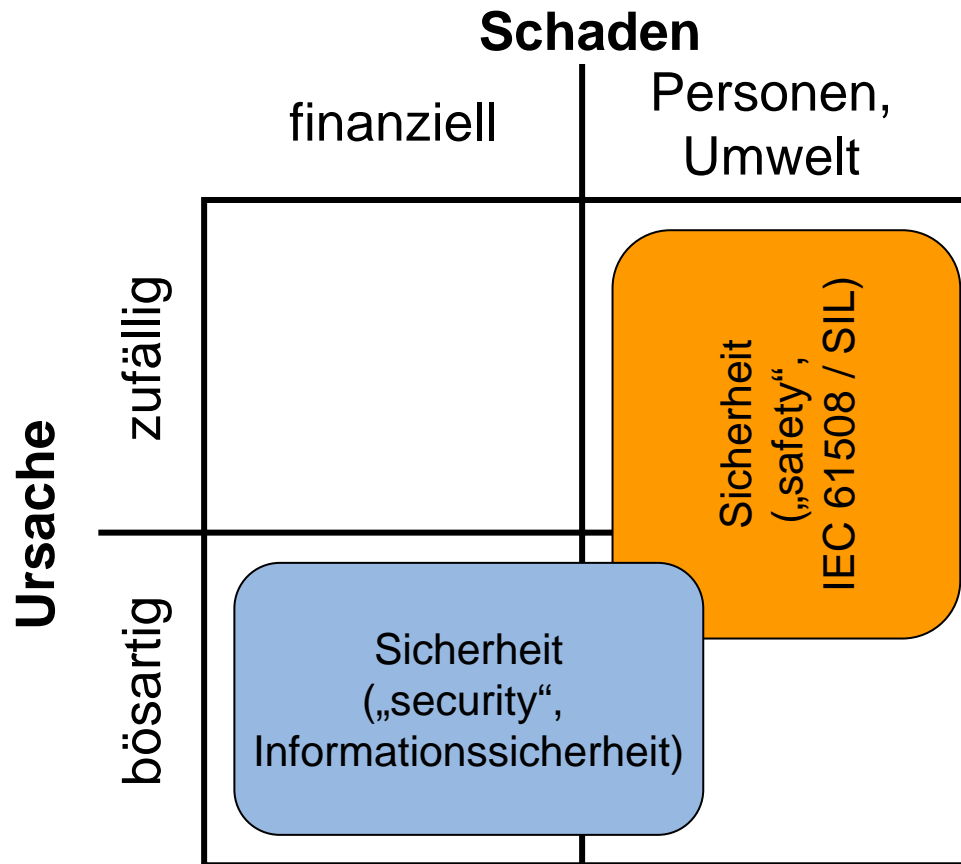 Schaden
finanziell
Personen,
Umwelt
Ursache
zufällig
bösartig
Sicherheit
(„safety“,
IEC 61508 / SIL)
Sicherheit
(„security“,
Informationssicherheit)